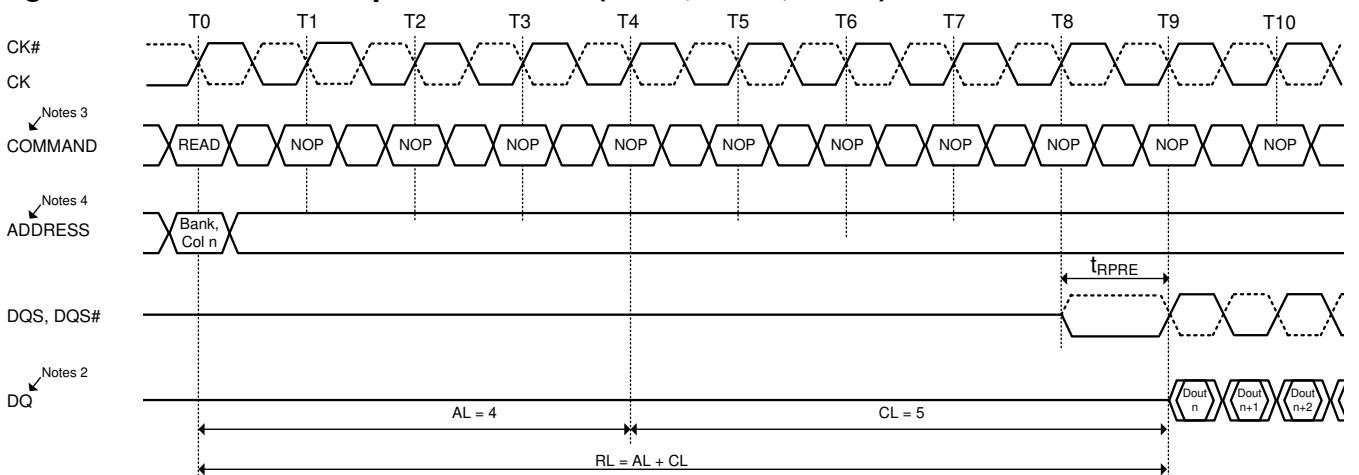 T0 T1 T2 T3 T4 T5 T6 T7 T8 T9 T10
CK#
CK
Notes 3
COMMAND
READ NOP NOP NOP NOP NOP NOP NOP NOP NOP NOP
Notes 4
ADDRESS
Bank,
Col n
tRPRE
DQS, DQS#
Notes 2
DQ
Dout
n
Dout
n+1
Dout
n+2
AL = 4
CL = 5
RL = AL + CL